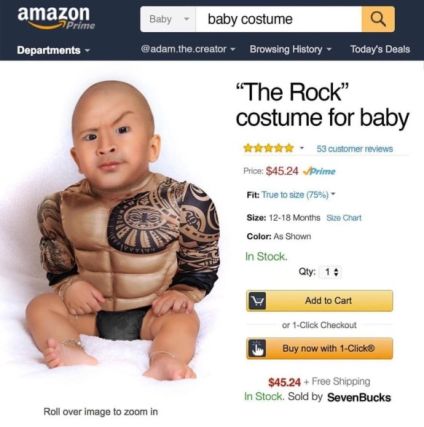 amazon
Prime
Baby
baby costume
Departments
@adam.the.creator
Browsing History
Today's Deals
“The Rock”
costume for baby
53 customer reviews
Price: $45.24 Prime
Fit: True to size (75%)
Size: 12-18 Months Size Chart
Color: As Shown
In Stock.
Qty: 1
Add to Cart
or 1-Click Checkout
Buy now with 1-Click®
$45.24 + Free Shipping
In Stock. Sold by SevenBucks
Roll over image to zoom in